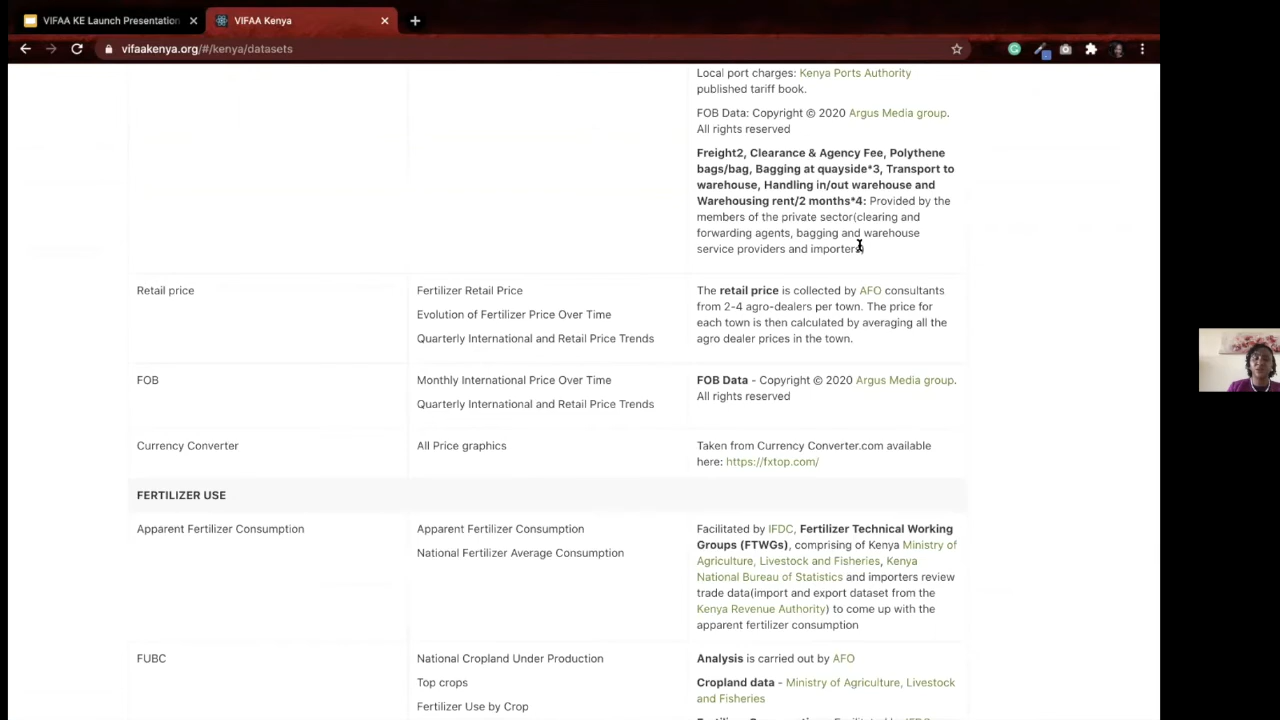 VIFAA KE Launch Presentation
VIFAA Kenya
vifaakenya.org/#/kenya/datasets
Local port charges: Kenya Ports Authority
published tariff book.
FOB Data: Copyright © 2020 Argus Media group.
All rights reserved
Freight2, Clearance & Agency Fee, Polythene
bags/bag, Bagging at quayside*3, Transport to
warehouse, Handling in/out warehouse and
Warehousing rent/2 months*4: Provided by the
members of the private sector(clearing and
forwarding agents, bagging and warehouse
service providers and importers)
Retail price
Fertilizer Retail Price
Evolution of Fertilizer Price Over Time
Quarterly International and Retail Price Trends
The retail price is collected by AFO consultants
from 2-4 agro-dealers per town. The price for
each town is then calculated by averaging all the
agro dealer prices in the town.
FOB
Monthly International Price Over Time
Quarterly International and Retail Price Trends
FOB Data - Copyright © 2020 Argus Media group.
All rights reserved
Currency Converter
All Price graphics
Taken from Currency Converter.com available
here: https://fxtop.com/
FERTILIZER USE
Apparent Fertilizer Consumption
Apparent Fertilizer Consumption
National Fertilizer Average Consumption
Facilitated by IFDC, Fertilizer Technical Working
Groups (FTWGs), comprising of Kenya Ministry of
Agriculture, Livestock and Fisheries, Kenya
National Bureau of Statistics and importers review
trade data(import and export dataset from the
Kenya Revenue Authority) to come up with the
apparent fertilizer consumption
FUBC
National Cropland Under Production
Top crops
Fertilizer Use by Crop
Analysis is carried out by AFO
Cropland data - Ministry of Agriculture, Livestock
and Fisheries